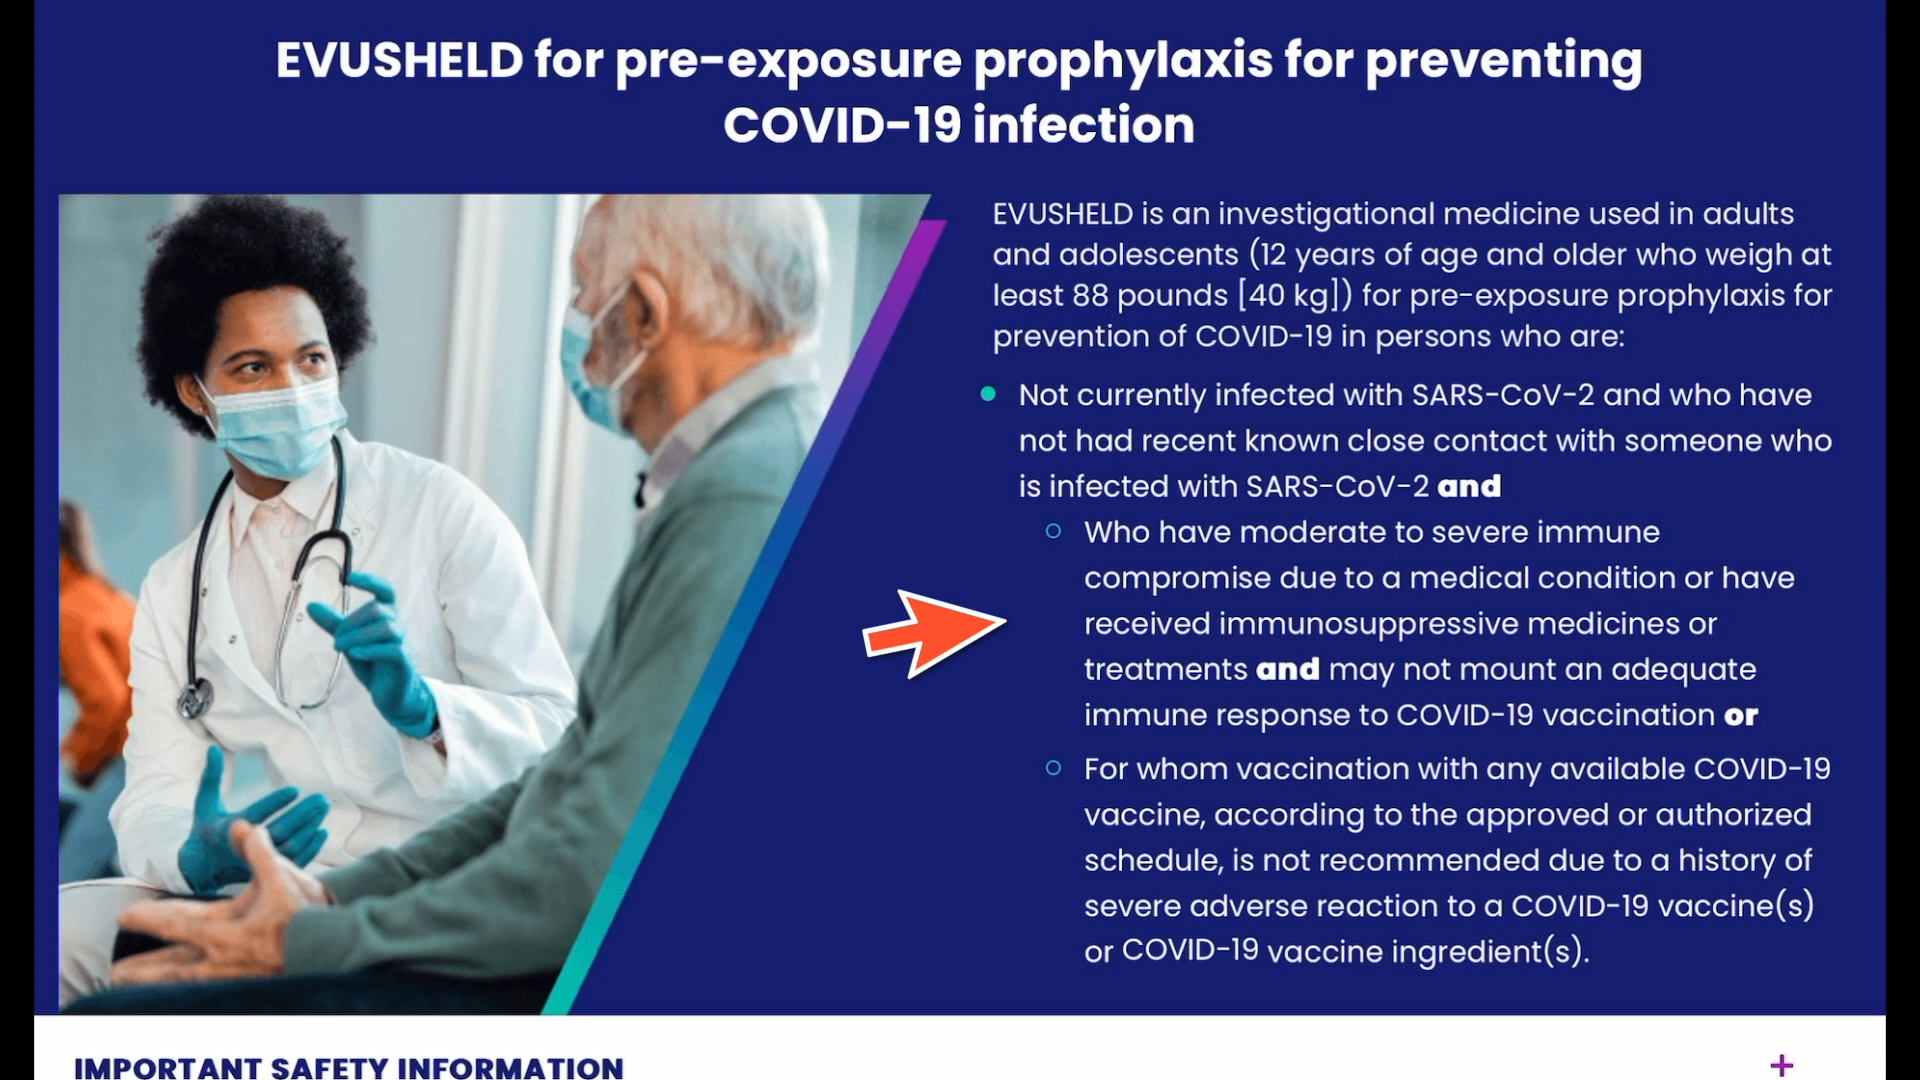 EVUSHELD for pre-exposure prophylaxis for preventing
COVID-19 infection
EVUSHELD is an investigational medicine used in adults
and adolescents (12 years of age and older who weigh at
least 88 pounds [40 kg]) for pre-exposure prophylaxis for
prevention of COVID-19 in persons who are:
Not currently infected with SARS-CoV-2 and who have
not had recent known close contact with someone who
is infected with SARS-CoV-2 and
Who have moderate to severe immune
compromise due to a medical condition or have
received immunosuppressive medicines or
treatments and may not mount an adequate
immune response to COVID-19 vaccination or
For whom vaccination with any available COVID-19
vaccine, according to the approved or authorized
schedule, is not recommended due to a history of
severe adverse reaction to a COVID-19 vaccine(s)
or COVID-19 vaccine ingredient(s).
IMPORTANT SAFETY INFORMATION +